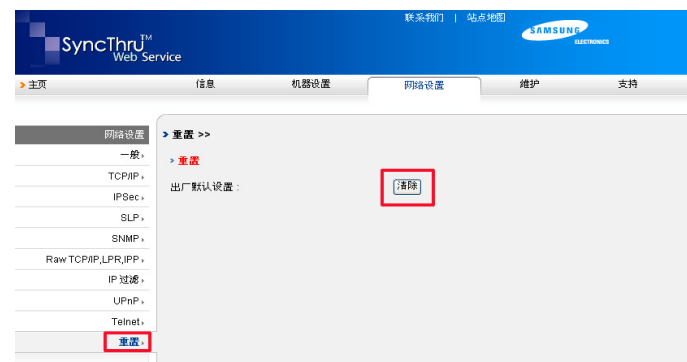 联系我们 | 站点地图
SAMSUNG
ELECTRONICS
SyncThru™
Web Service
主页 信息 机器设置 网络设置 维护 支持
网络设置
一般
TCP/IP
IPSec
SLP
SNMP
Raw TCP/IP,LPR,IPP
IP 过滤
UPnP
Telnet
重置
重置 >>
重置
出厂默认设置 :
清除